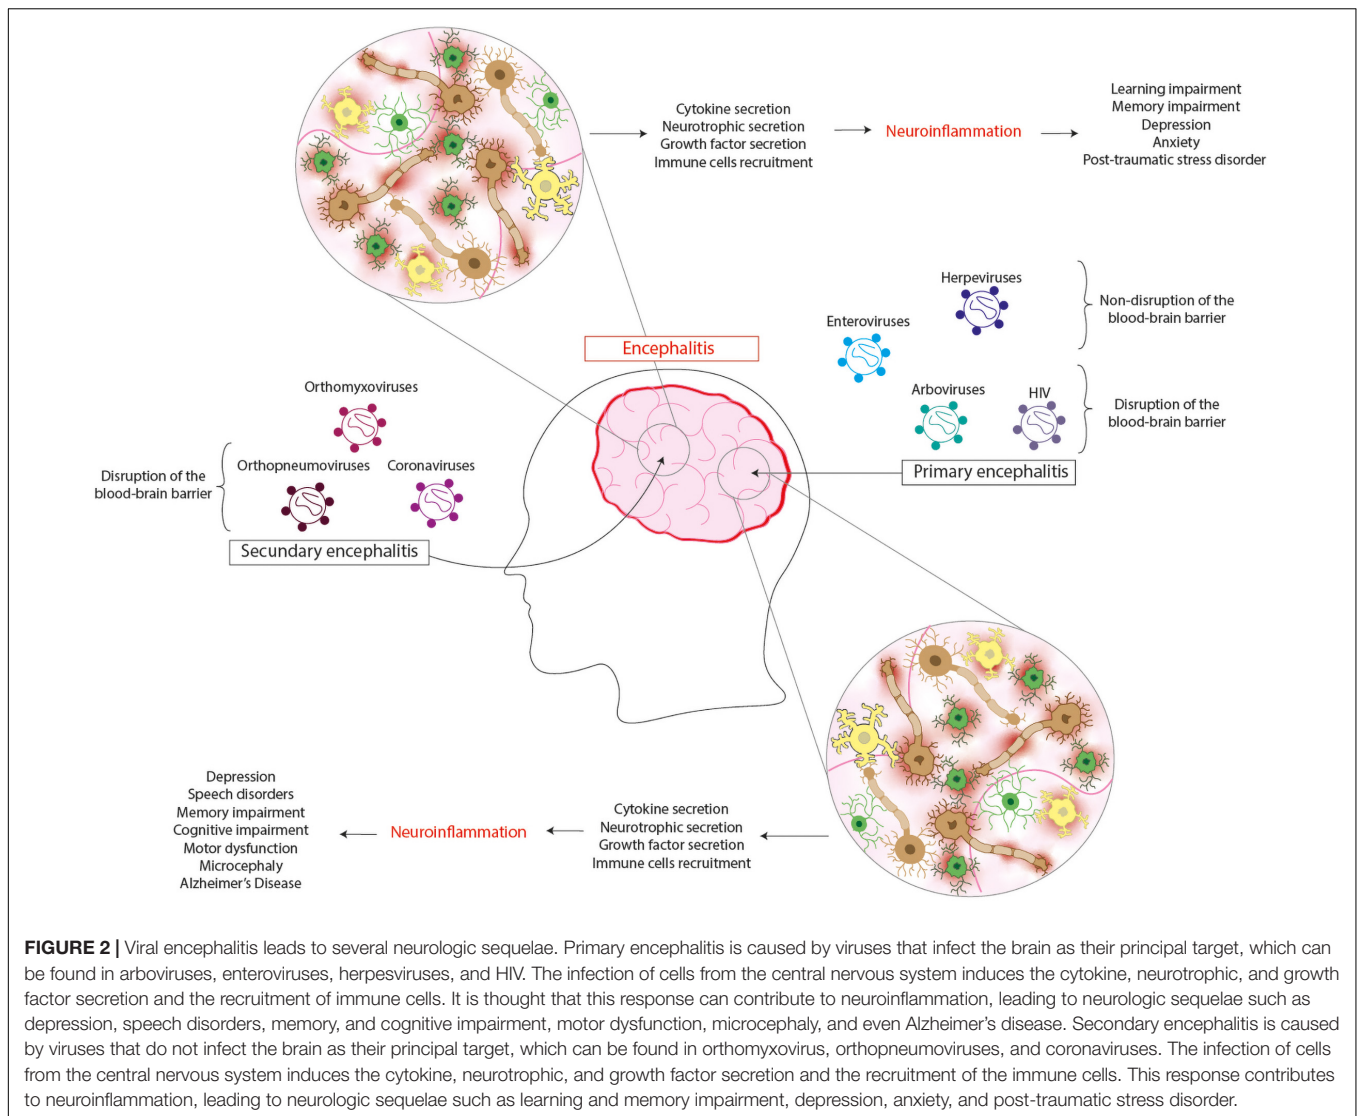 Cytokine secretion
Neurotrophic secretion
Growth factor secretion
Immune cells recruitment
Neuroinflammation
Learning impairment
Memory impairment
Depression
Anxiety
Post-traumatic stress disorder
Herpeviruses
Enteroviruses
Non-disruption of the
blood-brain barrier
Encephalitis
Arboviruses
HIV
Disruption of the
blood-brain barrier
Primary encephalitis
Orthomyxoviruses
Orthopneumoviruses
Coronaviruses
Disruption of the
blood-brain barrier
Secundary encephalitis
Depression
Speech disorders
Memory impairment
Cognitive impairment
Motor dysfunction
Microcephaly
Alzheimer's Disease
Neuroinflammation
Cytokine secretion
Neurotrophic secretion
Growth factor secretion
Immune cells recruitment
FIGURE 2 | Viral encephalitis leads to several neurologic sequelae. Primary encephalitis is caused by viruses that infect the brain as their principal target, which can
be found in arboviruses, enteroviruses, herpesviruses, and HIV. The infection of cells from the central nervous system induces the cytokine, neurotrophic, and growth
factor secretion and the recruitment of immune cells. It is thought that this response can contribute to neuroinflammation, leading to neurologic sequelae such as
depression, speech disorders, memory, and cognitive impairment, motor dysfunction, microcephaly, and even Alzheimer's disease. Secondary encephalitis is caused
by viruses that do not infect the brain as their principal target, which can be found in orthomyxovirus, orthopneumoviruses, and coronaviruses. The infection of cells
from the central nervous system induces the cytokine, neurotrophic, and growth factor secretion and the recruitment of the immune cells. This response contributes
to neuroinflammation, leading to neurologic sequelae such as learning and memory impairment, depression, anxiety, and post-traumatic stress disorder.